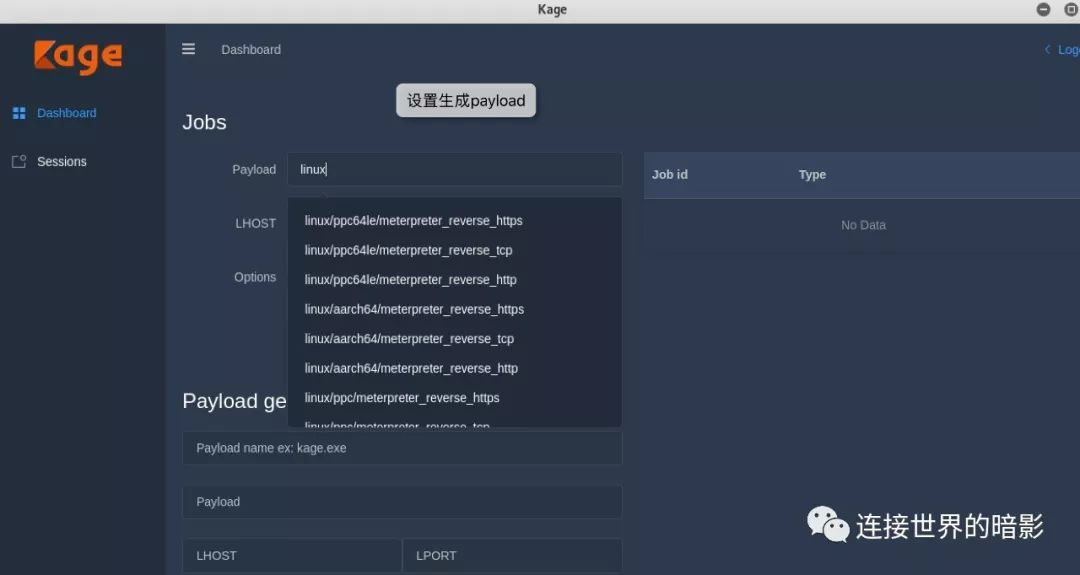 Kage
Kage
Dashboard
Log
设置生成payload
Dashboard
Sessions
Jobs
Payload
linux
LHOST
Options
linux/ppc64le/meterpreter_reverse_https
linux/ppc64le/meterpreter_reverse_tcp
linux/ppc64le/meterpreter_reverse_http
linux/aarch64/meterpreter_reverse_https
linux/aarch64/meterpreter_reverse_tcp
linux/aarch64/meterpreter_reverse_http
linux/ppc/meterpreter_reverse_https
linux/ppc/meterpreter_reverse_tcp
Job id Type
No Data
Payload ge
Payload name ex: kage.exe
Payload
LHOST LPORT
连接世界的暗影